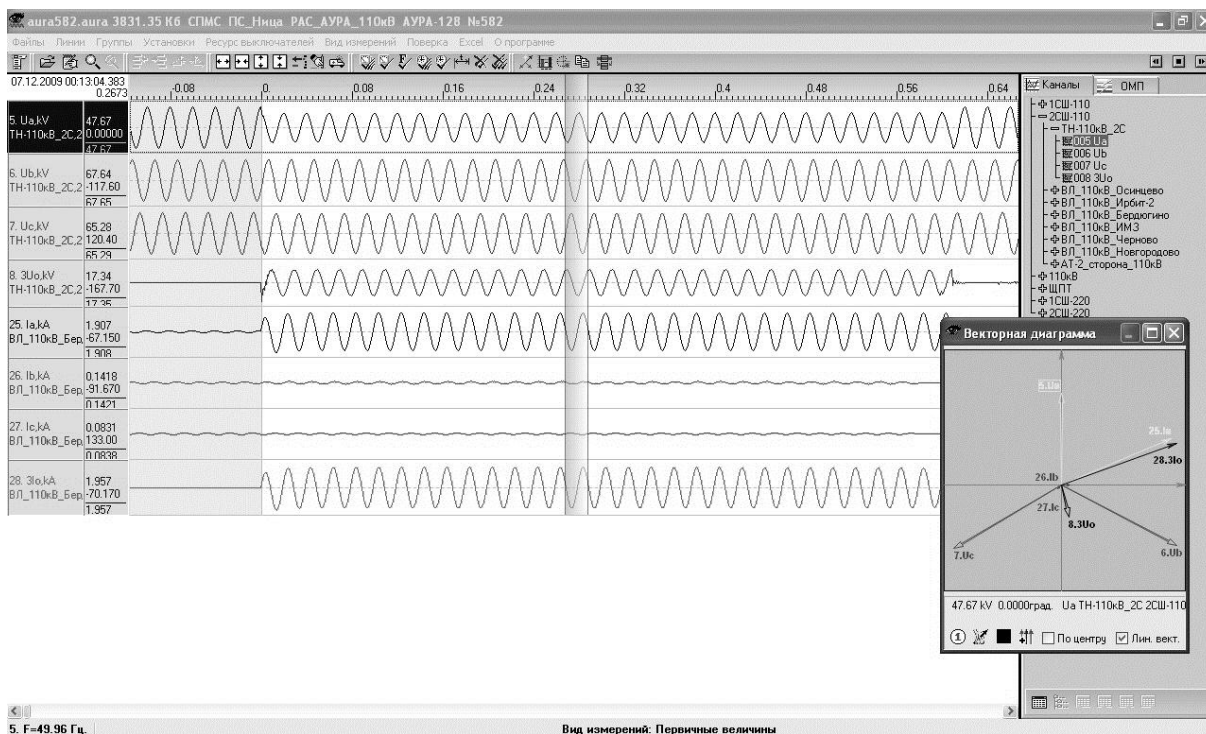 aura582.aura 3831.35 Кб СПМС ПС_Ница РАС_АУРА_110кВ АУРА-128 №582
Файлы Линии Группы Установки Ресурс выключателей Вид измерений Поверка Excel О програмне
07.12.2009 00:13:04.383
0.2673
-0.08 0. 0.08 0.16 0.24 0.32 0.4 0.48 0.56 0.64
5. Ua,kV 47.67
ТН-110кВ_2С,2 0.00000
47.67
6. Ub,kV 67.64
ТН-110кВ_2С,2 -117.60
67.65
7. Uc,kV 65.28
ТН-110кВ_2С,2 120.40
65.29
8. 3Uo,kV 17.34
ТН-110кВ_2С,2 -167.70
17.35
25. Ia,kA 1.907
ВЛ_110кВ_Бер, -67.150
1.908
26. Ib,kA 0.1418
ВЛ_110кВ_Бер, -91.670
0.1421
27. Ic,kA 0.0831
ВЛ_110кВ_Бер, 133.00
0.0838
28. 3Io,kA 1.957
ВЛ_110кВ_Бер, -70.170
1.957
Каналы ОМП
1СШ-110
2СШ-110
ТН-110кВ_2С
005 Ua
006 Ub
007 Uc
008 3Uo
ВЛ_110кВ_Осинцево
ВЛ_110кВ_Ирбит-2
ВЛ_110кВ_Бердюгино
ВЛ_110кВ_ИМЗ
ВЛ_110кВ_Черново
ВЛ_110кВ_Новгородово
АТ-2_сторона_110кВ
110кВ
ЩПТ
1СШ-220
2СШ-220
Векторная диаграмма
5.Ua
25.Ia
28.3Io
26.Ib
27.Ic
8.3Uo
7.Uc
6.Ub
47.67 kV 0.0000град. Ua ТН-110кВ_2С 2СШ-110
По центру Лин. вект.
5. F=49.96 Гц. Вид измерений: Первичные величины